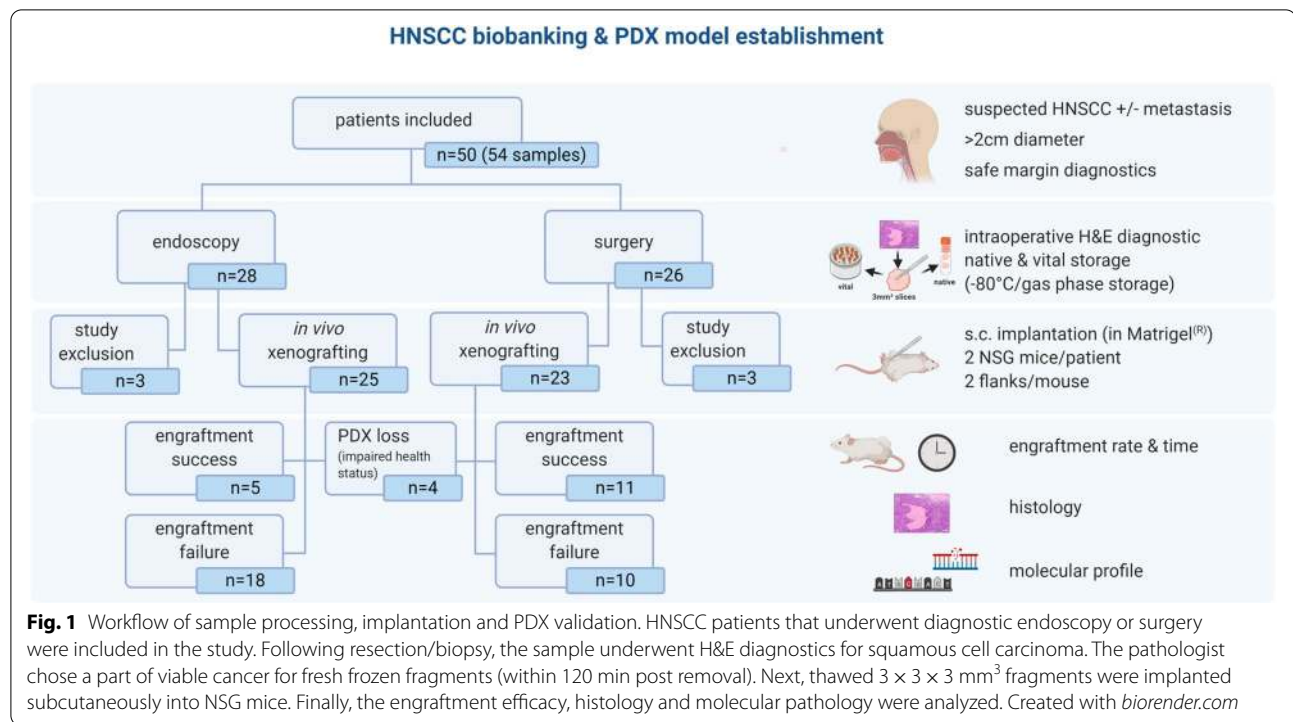 HNSCC biobanking & PDX model establishment
patients included
n=50 (54 samples)
suspected HNSCC +/- metastasis
>2cm diameter
safe margin diagnostics
endoscopy
n=28
surgery
n=26
vital
3mm³ slices
native
intraoperative H&E diagnostic
native & vital storage
(-80°C/gas phase storage)
study
exclusion
n=3
in vivo
xenografting
n=25
in vivo
xenografting
n=23
study
exclusion
n=3
s.c. implantation (in Matrigel(R))
2 NSG mice/patient
2 flanks/mouse
engraftment
success
n=5
PDX loss
(impaired health
status)
n=4
engraftment
success
n=11
engraftment rate & time
histology
engraftment
failure
n=18
engraftment
failure
n=10
molecular profile
Fig. 1 Workflow of sample processing, implantation and PDX validation. HNSCC patients that underwent diagnostic endoscopy or surgery
were included in the study. Following resection/biopsy, the sample underwent H&E diagnostics for squamous cell carcinoma. The pathologist
chose a part of viable cancer for fresh frozen fragments (within 120 min post removal). Next, thawed 3 × 3 × 3 mm³ fragments were implanted
subcutaneously into NSG mice. Finally, the engraftment efficacy, histology and molecular pathology were analyzed. Created with biorender.com